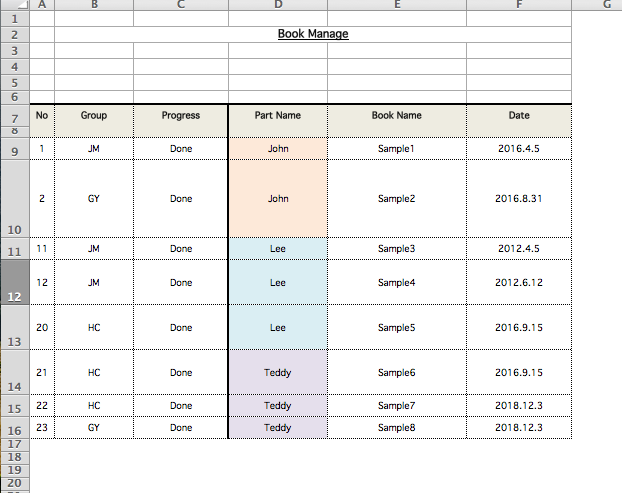 A B C D E F G
1
2 Book Manage
3
4
5
6
7 No Group Progress Part Name Book Name Date
8
9 1 JM Done John Sample1 2016.4.5
10 2 GY Done John Sample2 2016.8.31
11 11 JM Done Lee Sample3 2012.4.5
12 12 JM Done Lee Sample4 2012.6.12
13 20 HC Done Lee Sample5 2016.9.15
14 21 HC Done Teddy Sample6 2016.9.15
15 22 HC Done Teddy Sample7 2018.12.3
16 23 GY Done Teddy Sample8 2018.12.3
17
18
19
20